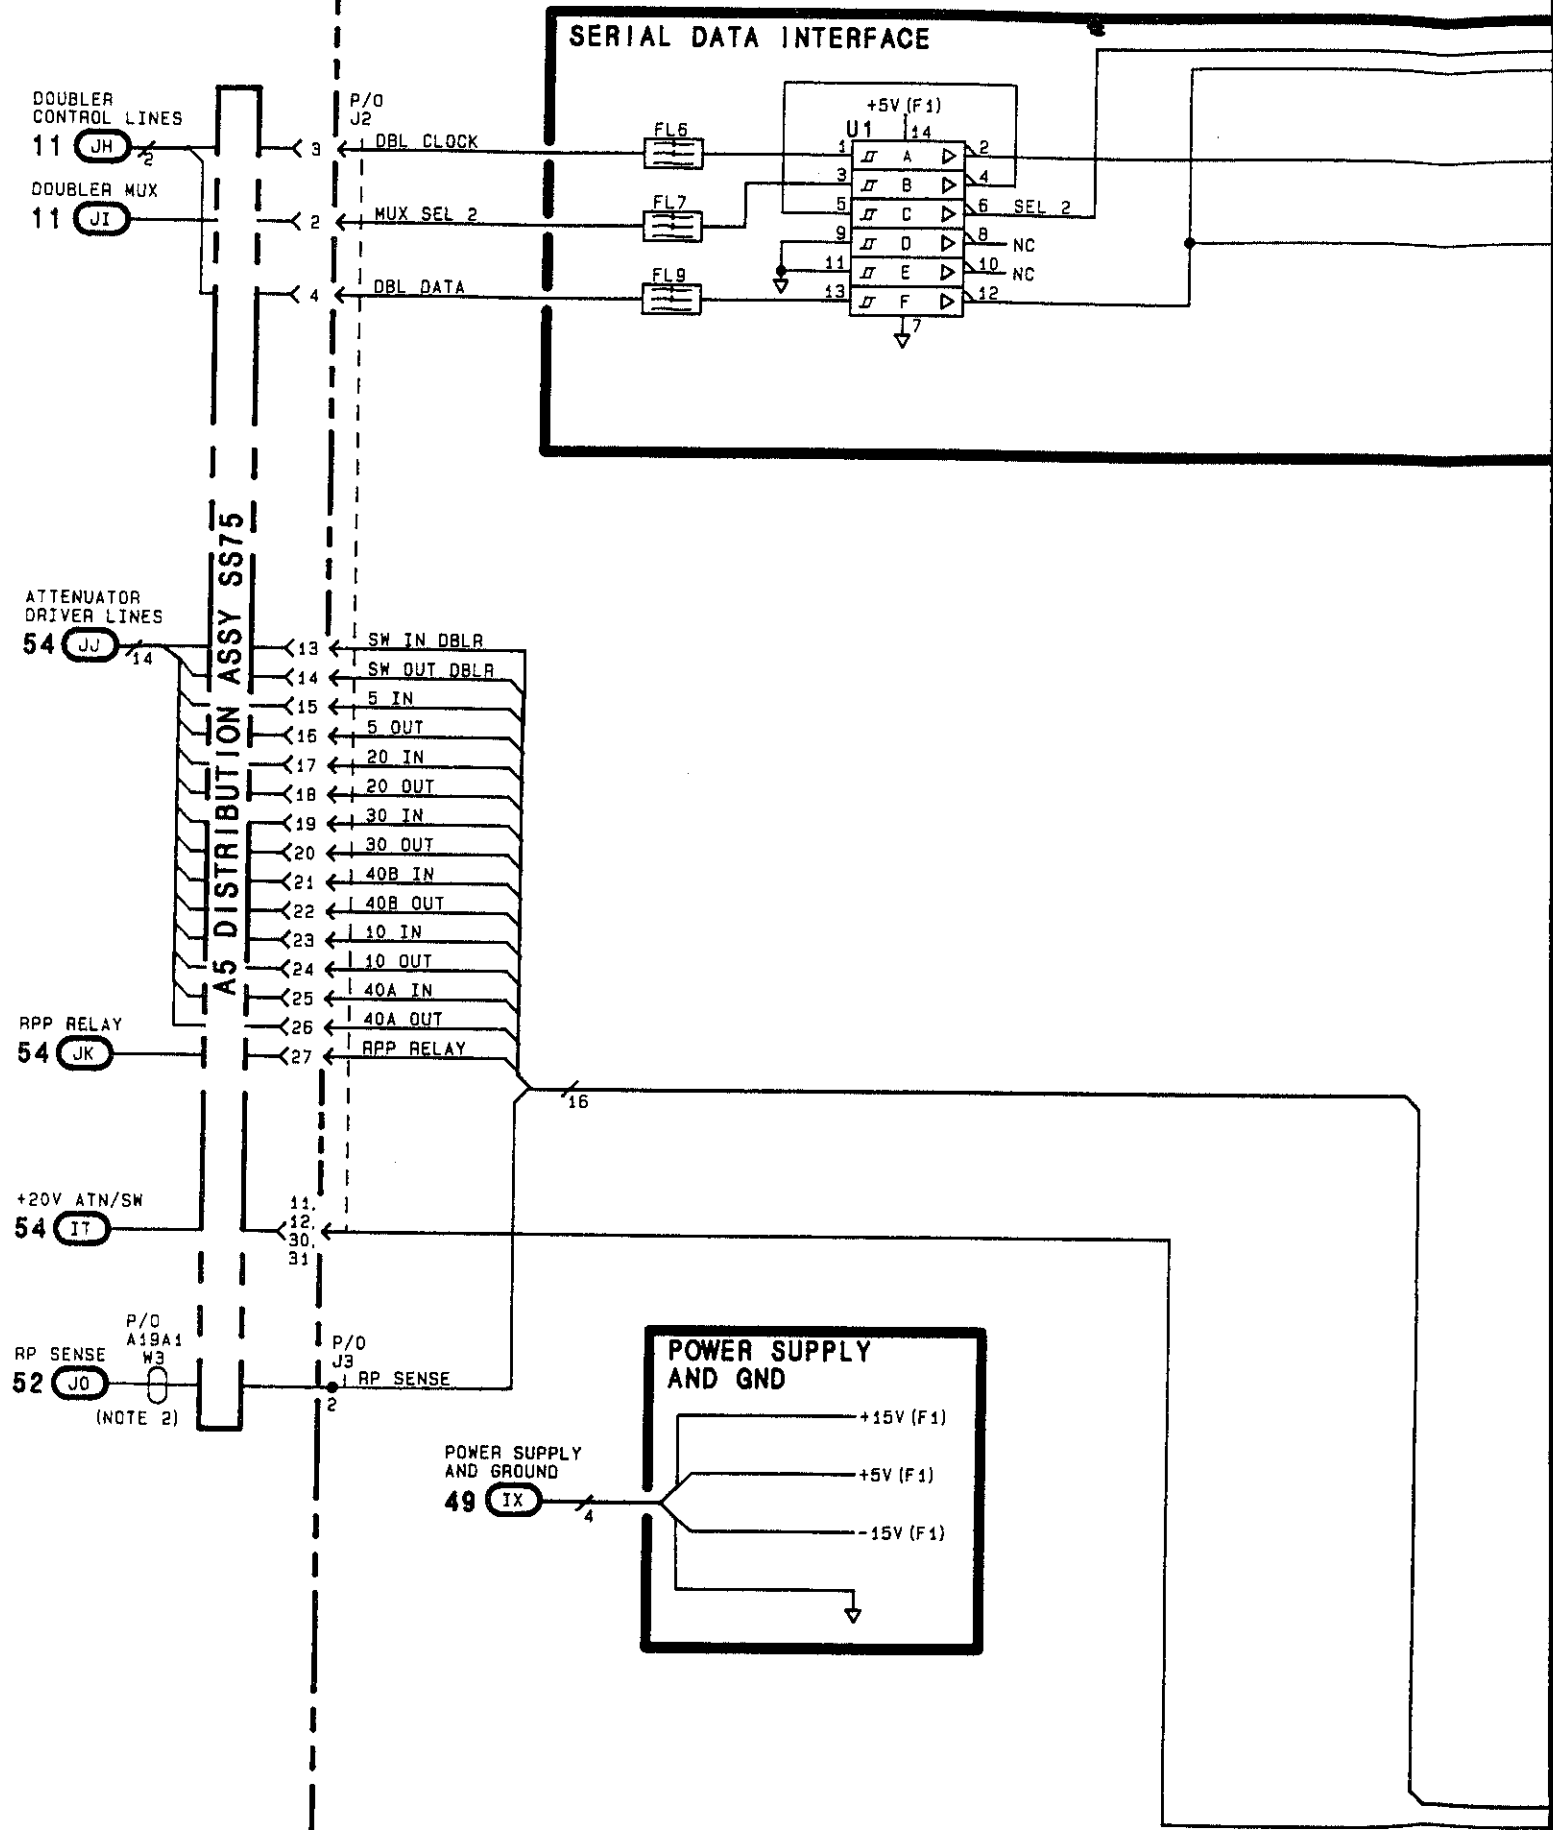 SERIAL DATA INTERFACE
DOUBLER
CONTROL LINES
11 JH 2
P/O
J2
3 DBL CLOCK
FL6
+5V(F1)
U1
14
1 A 2
DOUBLER MUX
11 JI
2 MUX SEL 2
FL7
3 B 4
5 C 6 SEL 2
9 D 8 NC
11 E 10 NC
4 DBL DATA
FL9
13 F 12
7
A5 DISTRIBUTION ASSY SS75
ATTENUATOR
DRIVER LINES
54 JJ 14
13 SW IN DBLR
14 SW OUT DBLR
15 5 IN
16 5 OUT
17 20 IN
18 20 OUT
19 30 IN
20 30 OUT
21 40B IN
22 40B OUT
23 10 IN
24 10 OUT
25 40A IN
26 40A OUT
RPP RELAY
54 JK
27 RPP RELAY
16
+20V ATN/SW
54 IT
11,
12,
30,
31
P/O
A19A1
W3
RP SENSE
52 JO
(NOTE 2)
P/O
J3
RP SENSE
2
POWER SUPPLY
AND GND
+15V(F1)
+5V(F1)
-15V(F1)
POWER SUPPLY
AND GROUND
49 IX 4